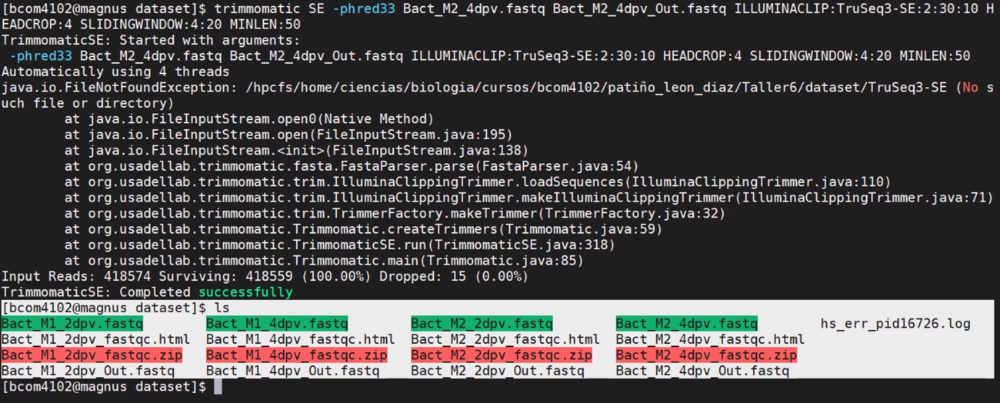 [bcom4102@magnus dataset]$ trimmomatic SE -phred33 Bact_M2_4dpv.fastq Bact_M2_4dpv_Out.fastq ILLUMINACLIP:TruSeq3-SE:2:30:10 H
EADCROP:4 SLIDINGWINDOW:4:20 MINLEN:50
TrimmomaticSE: Started with arguments:
 -phred33 Bact_M2_4dpv.fastq Bact_M2_4dpv_Out.fastq ILLUMINACLIP:TruSeq3-SE:2:30:10 HEADCROP:4 SLIDINGWINDOW:4:20 MINLEN:50
Automatically using 4 threads
java.io.FileNotFoundException: /hpcfs/home/ciencias/biologia/cursos/bcom4102/patiño_leon_diaz/Taller6/dataset/TruSeq3-SE (No s
uch file or directory)
        at java.io.FileInputStream.open0(Native Method)
        at java.io.FileInputStream.open(FileInputStream.java:195)
        at java.io.FileInputStream.<init>(FileInputStream.java:138)
        at org.usadellab.trimmomatic.fasta.FastaParser.parse(FastaParser.java:54)
        at org.usadellab.trimmomatic.trim.IlluminaClippingTrimmer.loadSequences(IlluminaClippingTrimmer.java:110)
        at org.usadellab.trimmomatic.trim.IlluminaClippingTrimmer.makeIlluminaClippingTrimmer(IlluminaClippingTrimmer.java:71)
        at org.usadellab.trimmomatic.trim.TrimmerFactory.makeTrimmer(TrimmerFactory.java:32)
        at org.usadellab.trimmomatic.Trimmomatic.createTrimmers(Trimmomatic.java:59)
        at org.usadellab.trimmomatic.TrimmomaticSE.run(TrimmomaticSE.java:318)
        at org.usadellab.trimmomatic.Trimmomatic.main(Trimmomatic.java:85)
Input Reads: 418574 Surviving: 418559 (100.00%) Dropped: 15 (0.00%)
TrimmomaticSE: Completed successfully
[bcom4102@magnus dataset]$ ls
Bact_M1_2dpv.fastq Bact_M1_4dpv.fastq Bact_M2_2dpv.fastq Bact_M2_4dpv.fastq hs_err_pid16726.log
Bact_M1_2dpv_fastqc.html Bact_M1_4dpv_fastqc.html Bact_M2_2dpv_fastqc.html Bact_M2_4dpv_fastqc.html
Bact_M1_2dpv_fastqc.zip Bact_M1_4dpv_fastqc.zip Bact_M2_2dpv_fastqc.zip Bact_M2_4dpv_fastqc.zip
Bact_M1_2dpv_Out.fastq Bact_M1_4dpv_Out.fastq Bact_M2_2dpv_Out.fastq Bact_M2_4dpv_Out.fastq
[bcom4102@magnus dataset]$